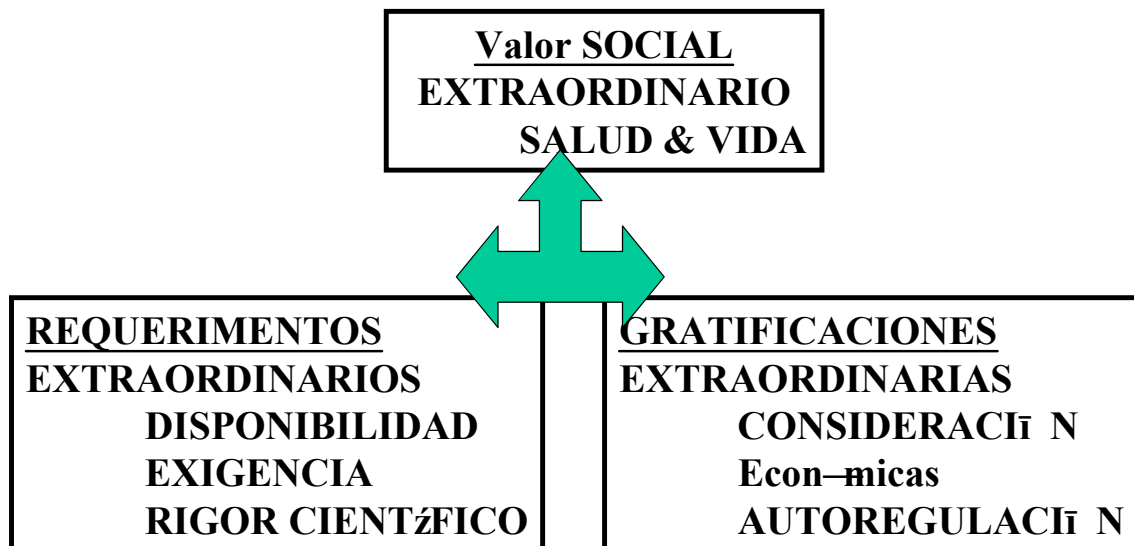 Valor SOCIAL
EXTRAORDINARIO
SALUD & VIDA
REQUERIMENTOS
EXTRAORDINARIOS
DISPONIBILIDAD
EXIGENCIA
RIGOR CIENTźFICO
GRATIFICACIONES
EXTRAORDINARIAS
CONSIDERACIī N
Econ—micas
AUTOREGULACIī N